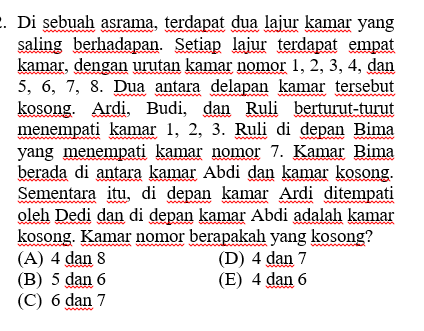 2. Di sebuah asrama, terdapat dua lajur kamar yang
saling berhadapan. Setiap lajur terdapat empat
kamar, dengan urutan kamar nomor 1, 2, 3, 4, dan
5, 6, 7, 8. Dua antara delapan kamar tersebut
kosong. Ardi, Budi, dan Ruli berturut-turut
menempati kamar 1, 2, 3. Ruli di depan Bima
yang menempati kamar nomor 7. Kamar Bima
berada di antara kamar Abdi dan kamar kosong.
Sementara itu, di depan kamar Ardi ditempati
oleh Dedi dan di depan kamar Abdi adalah kamar
kosong. Kamar nomor berapakah yang kosong?
(A) 4 dan 8 (D) 4 dan 7
(B) 5 dan 6 (E) 4 dan 6
(C) 6 dan 7